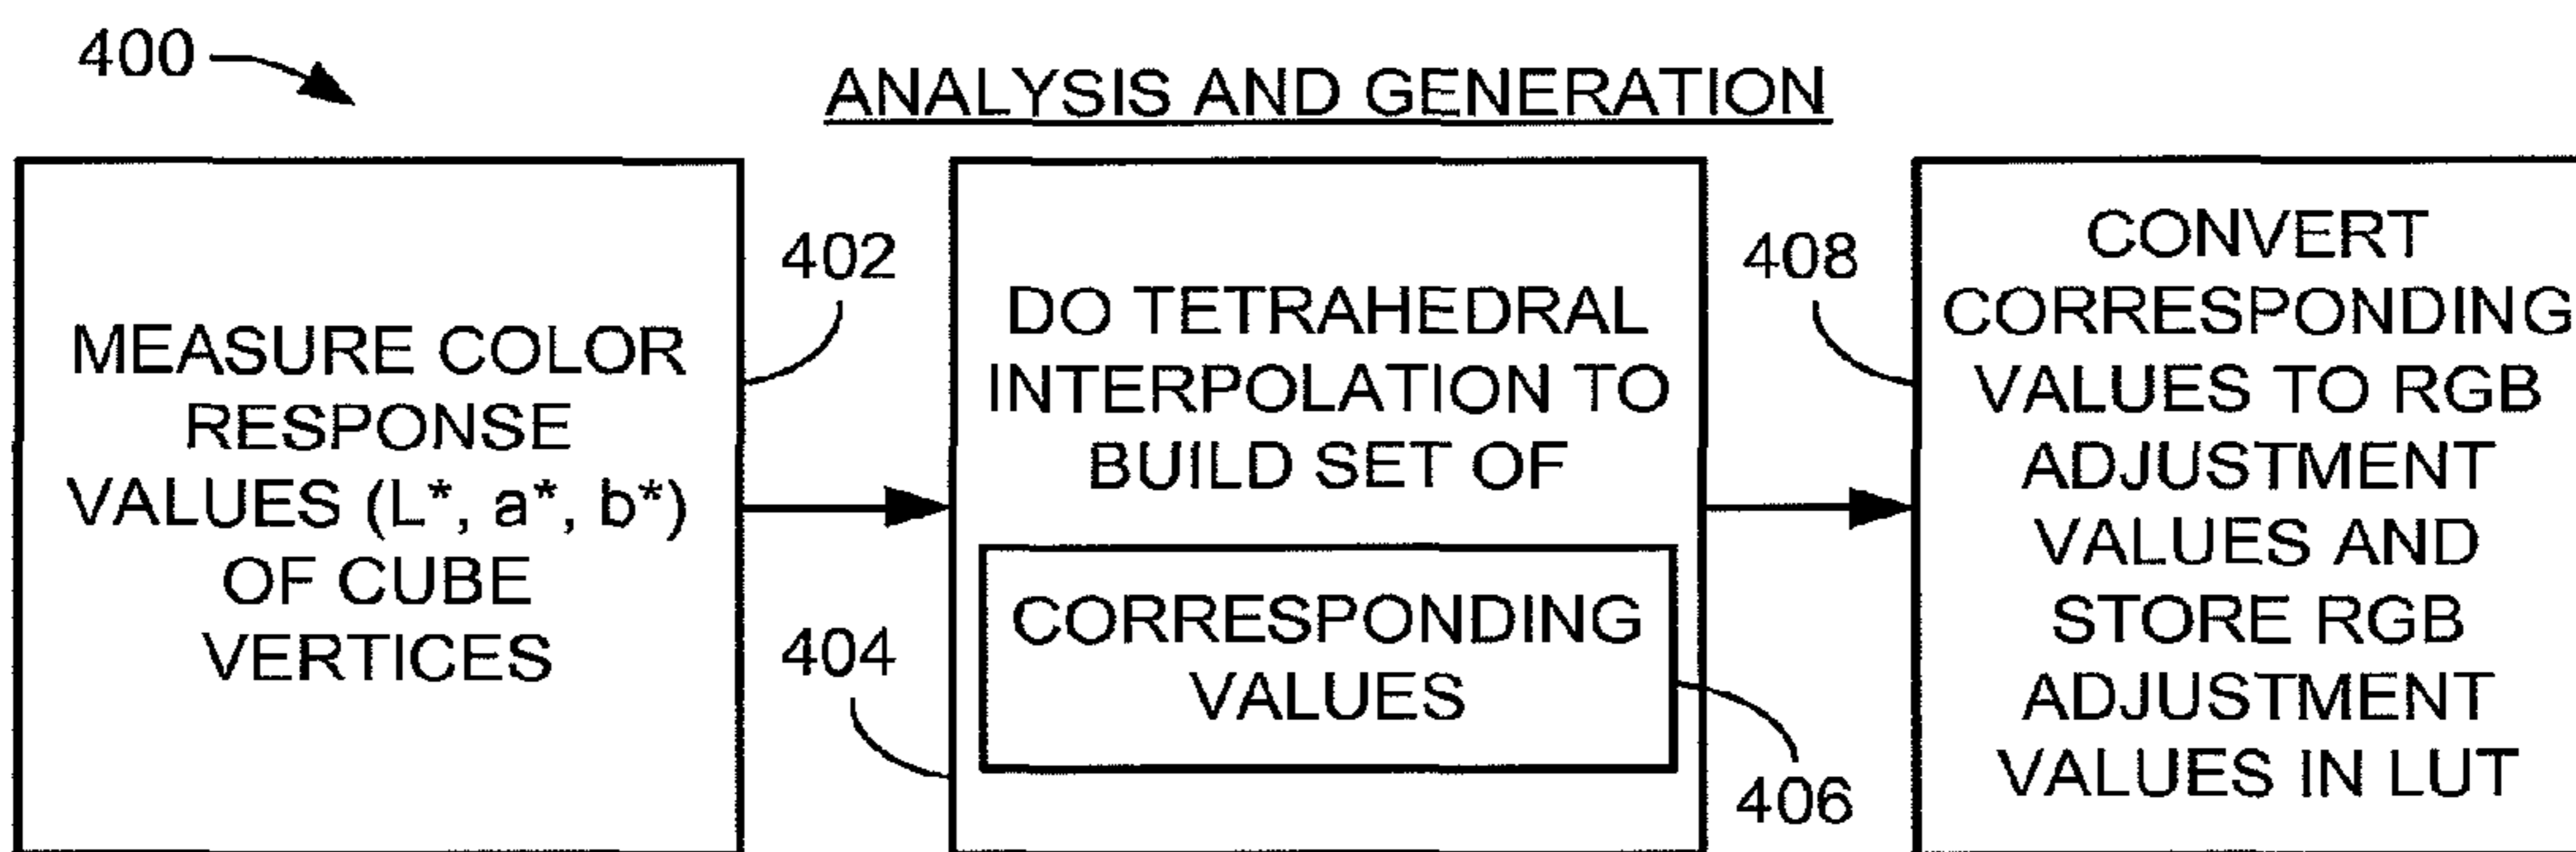 400
ANALYSIS AND GENERATION
MEASURE COLOR
RESPONSE
VALUES (L*, a*, b*)
OF CUBE
VERTICES
402
DO TETRAHEDRAL
INTERPOLATION TO
BUILD SET OF
404
CORRESPONDING
VALUES
406
408
CONVERT
CORRESPONDING
VALUES TO RGB
ADJUSTMENT
VALUES AND
STORE RGB
ADJUSTMENT
VALUES IN LUT